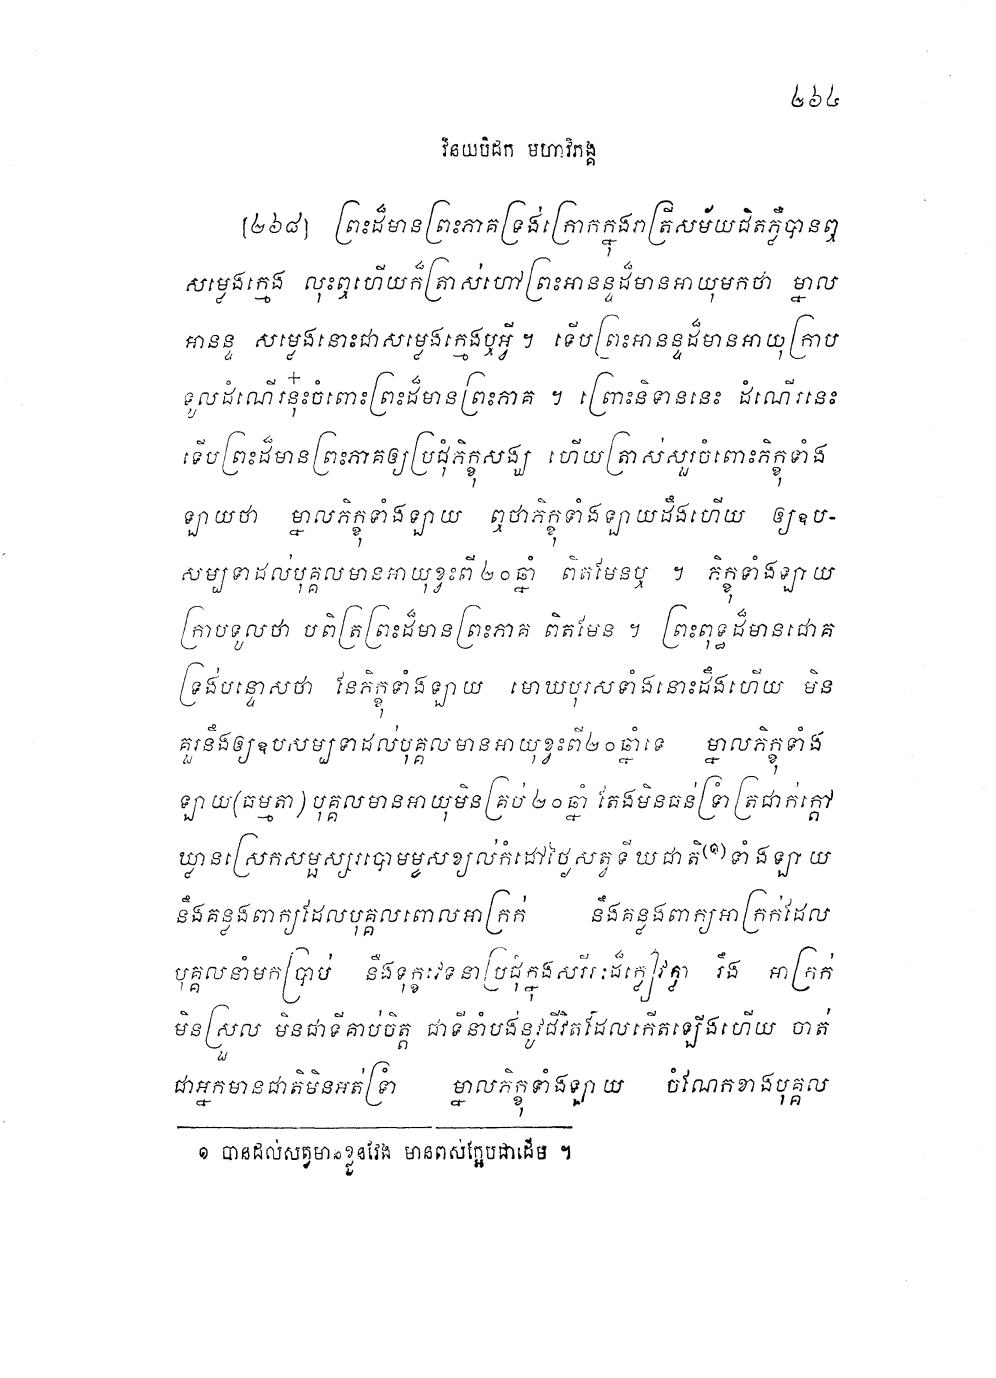 ២៦៤
វិនយបិដក មហាវិភង្គ
[២៦៨] ព្រះដ៏មានព្រះភាគទ្រង់ក្រោកក្នុងរាត្រីសម័យជិតភ្លឺបានឮ
សម្លេងក្មេង លុះឮហើយក៏ត្រាស់ហៅព្រះអានន្ទដ៏មានអាយុមកថា ម្នាល
អានន្ទ សម្លេងនោះជាសម្លេងក្មេងឬអ្វី ។ ទើបព្រះអានន្ទដ៏មានអាយុក្រាប
ទូលដំណើរនុ៎ះចំពោះព្រះដ៏មានព្រះភាគ ។ ព្រោះនិទាននេះ ដំណើរនេះ
ទើបព្រះដ៏មានព្រះភាគឲ្យប្រជុំភិក្ខុសង្ឃ ហើយត្រាស់សួរចំពោះភិក្ខុទាំង
ឡាយថា ម្នាលភិក្ខុទាំងឡាយ ឮថាភិក្ខុទាំងឡាយដឹងហើយ ឲ្យឧប-
សម្បទាដល់បុគ្គលមានអាយុខ្វះពី២០ឆ្នាំ ពិតមែនឬ ។ ភិក្ខុទាំងឡាយ
ក្រាបទូលថា បពិត្រព្រះដ៏មានព្រះភាគ ពិតមែន ។ ព្រះពុទ្ធដ៏មានជោគ
ទ្រង់បន្ទោសថា នែភិក្ខុទាំងឡាយ មោឃបុរសទាំងនោះដឹងហើយ មិន
គួរនឹងឲ្យឧបសម្បទាដល់បុគ្គលមានអាយុខ្វះពី២០ឆ្នាំទេ ម្នាលភិក្ខុទាំង
ឡាយ(ធម្មតា) បុគ្គលមានអាយុមិនគ្រប់២០ឆ្នាំ តែងមិនធន់ទ្រាំត្រជាក់ក្តៅ
ឃ្លានស្រេកសម្ផស្សរបោមមូសខ្យល់កំដៅថ្ងៃសត្វទីឃជាតិ(១)ទាំងឡាយ
នឹងគន្លងពាក្យដែលបុគ្គលពោលអាក្រក់ នឹងគន្លងពាក្យអាក្រក់ដែល
បុគ្គលនាំមកប្រាប់ នឹងទុក្ខវេទនាប្រជុំក្នុងសរីរៈដ៏ក្លៀវក្លា រឹង អាក្រក់
មិនស្រួល មិនជាទីគាប់ចិត្ត ជាទីនាំបង់នូវជីវិតដែលកើតឡើងហើយ ចាត់
ជាអ្នកមានជាតិមិនអត់ទ្រាំ ម្នាលភិក្ខុទាំងឡាយ ចំណែកខាងបុគ្គល
១ បានដល់សត្វមានខ្លួនវែង មានពស់ក្អែបជាដើម ។